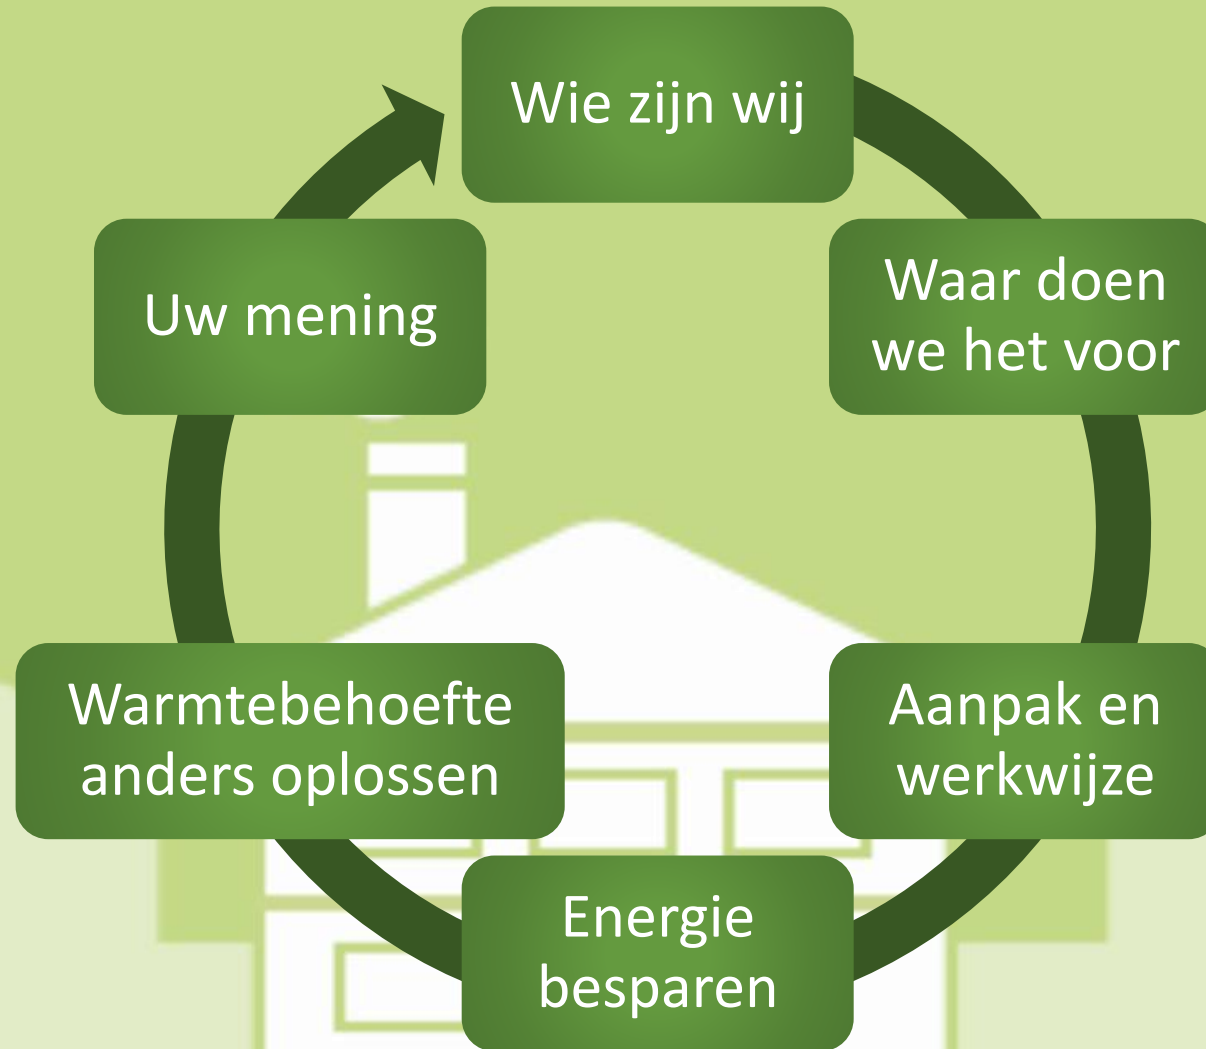 Wie zijn wij
Waar doen
we het voor
Aanpak en
werkwijze
Energie
besparen
Warmtebehoefte
anders oplossen
Uw mening